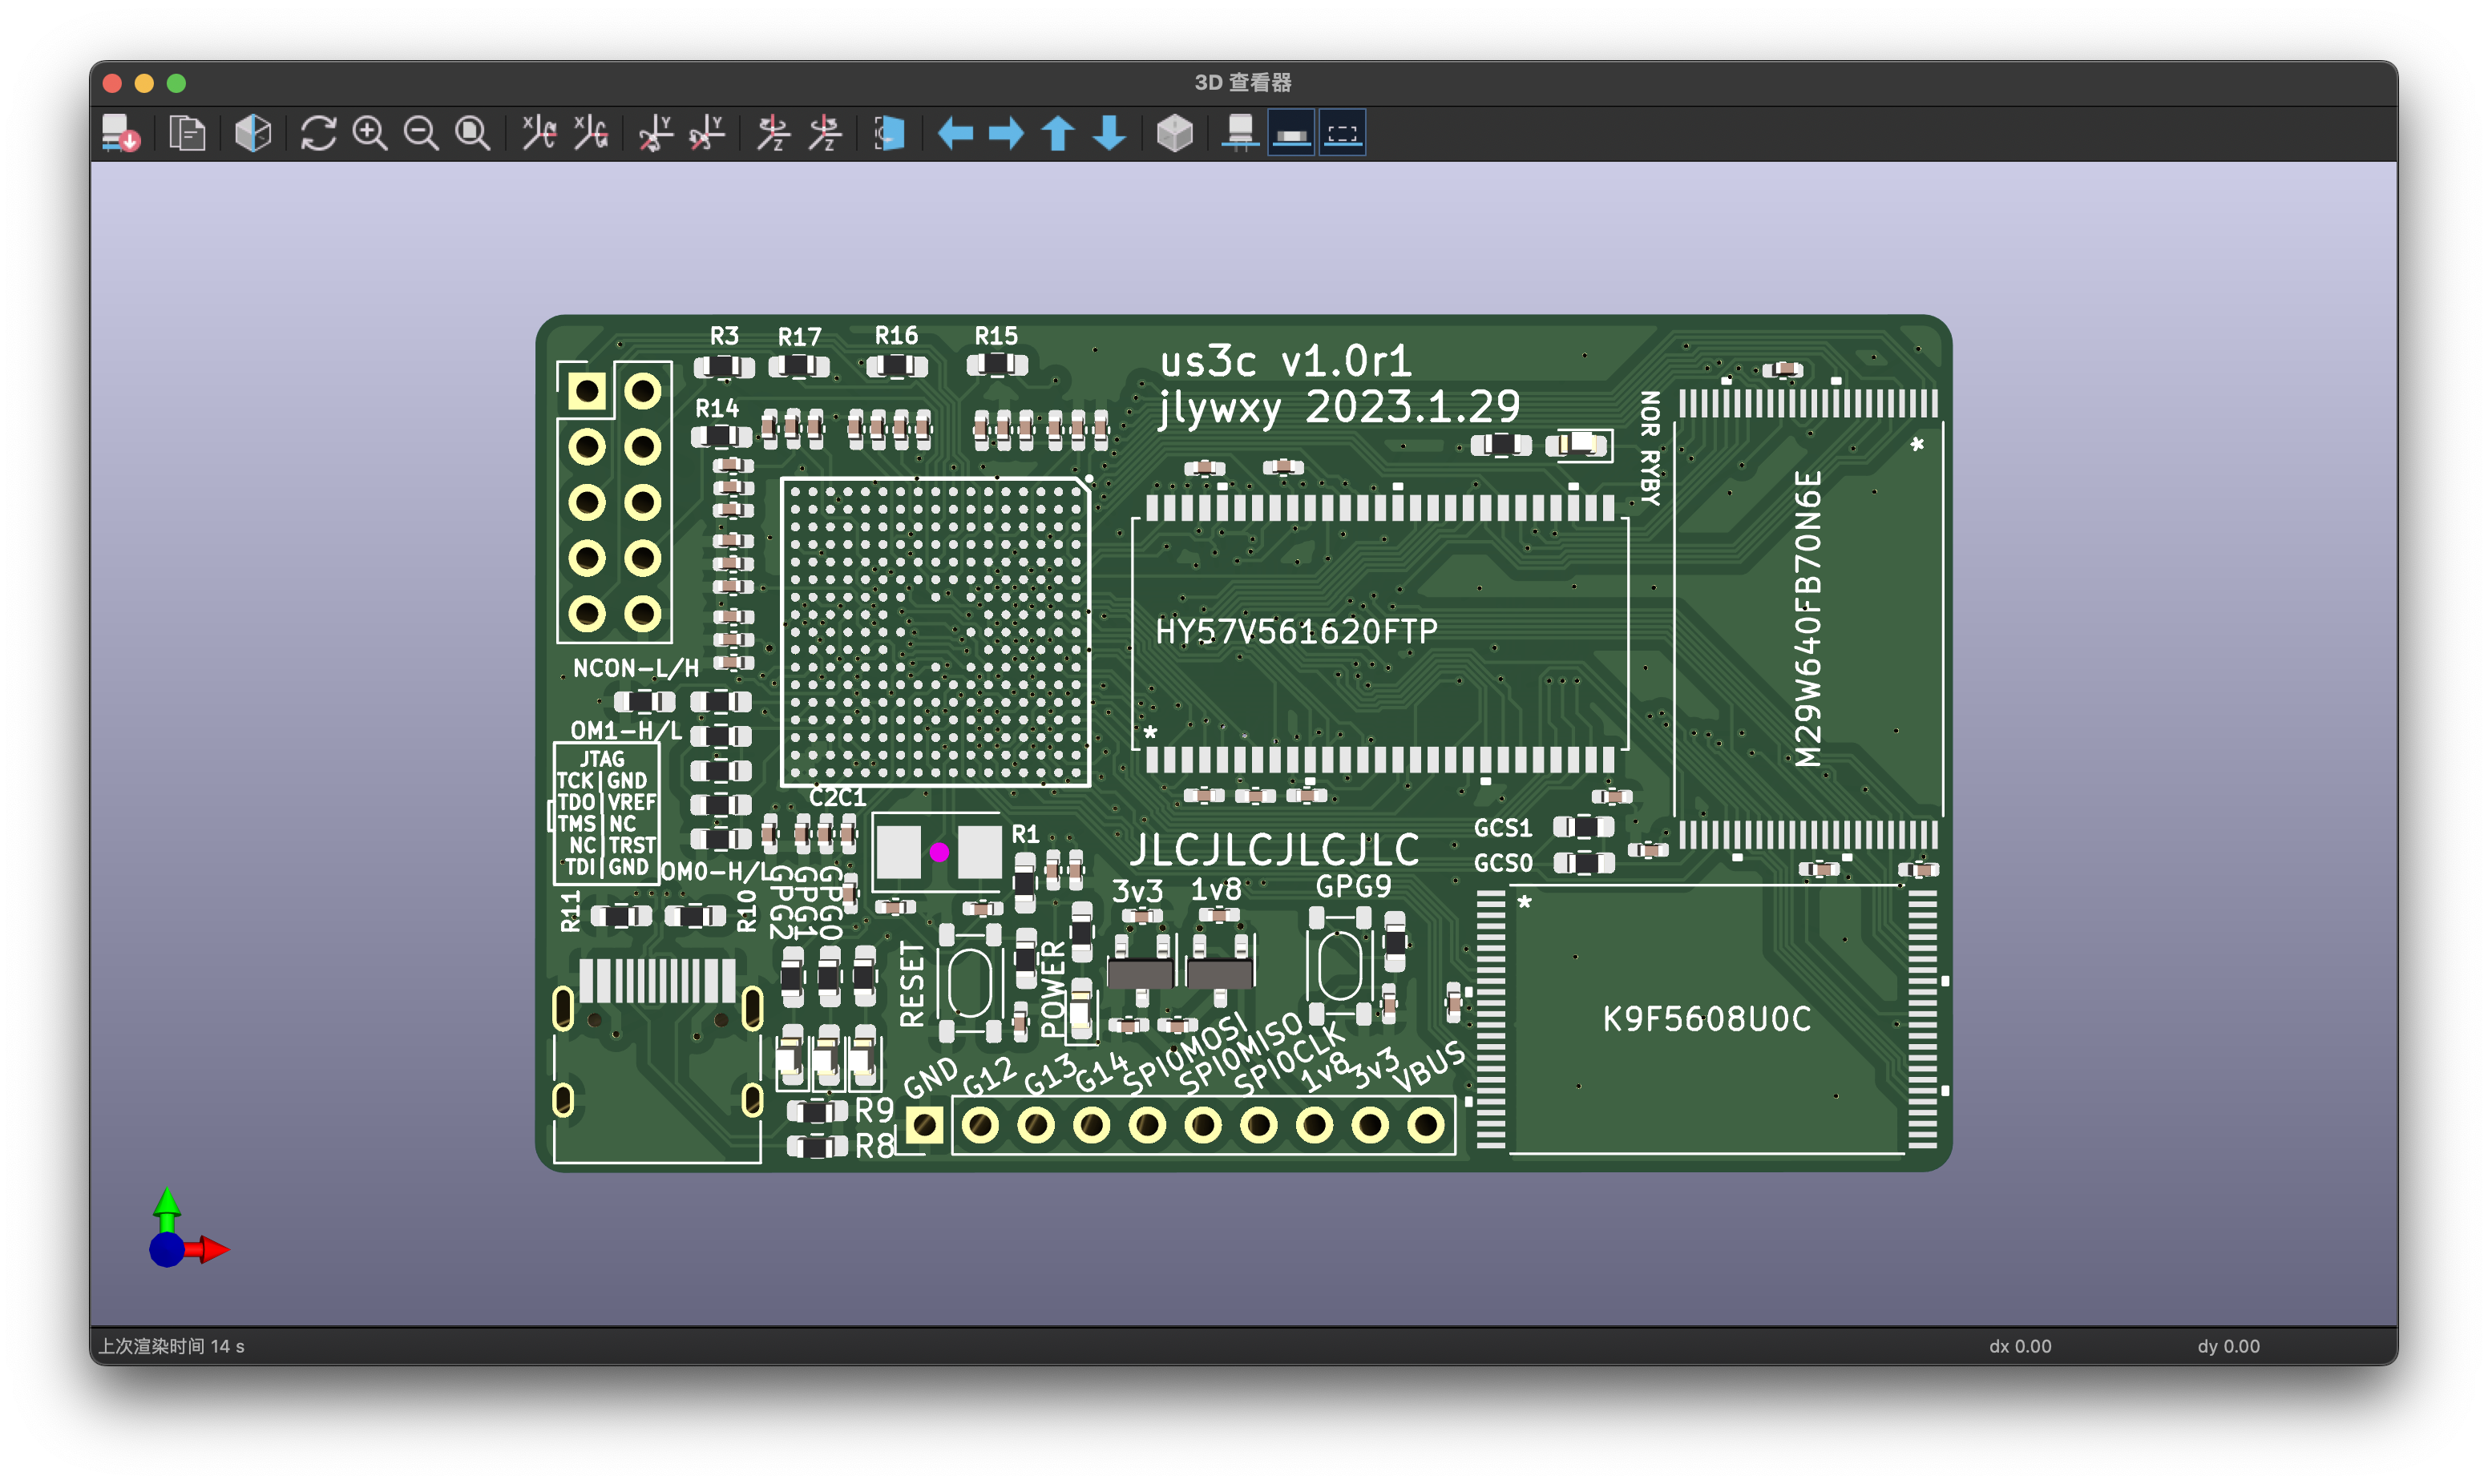 3D 查看器
R3
R17
R16
R15
us3c v1.0r1
jlywxy 2023.1.29
R14
NOR RYBY
M29W640FB70N6E
HY57V561620FTP
*
*
NCON-L/H
OM1-H/L
JTAG
TCK|GND
TDO|VREF
TMS|NC
NC|TRST
TDI|GND
OM0-H/L
C2C1
R1
JLCJLCJLCJLC
GCS1
GCS0
3v3
1v8
GPG9
R11
R10
GPG2
GPG1
GPG0
RESET
POWER
*
K9F5608U0C
GND
G12
G13
G14
SPI0MOSI
SPI0MISO
SPI0CLK
1v8
3v3
VBUS
R9
R8
上次渲染时间 14 s
dx 0.00
dy 0.00